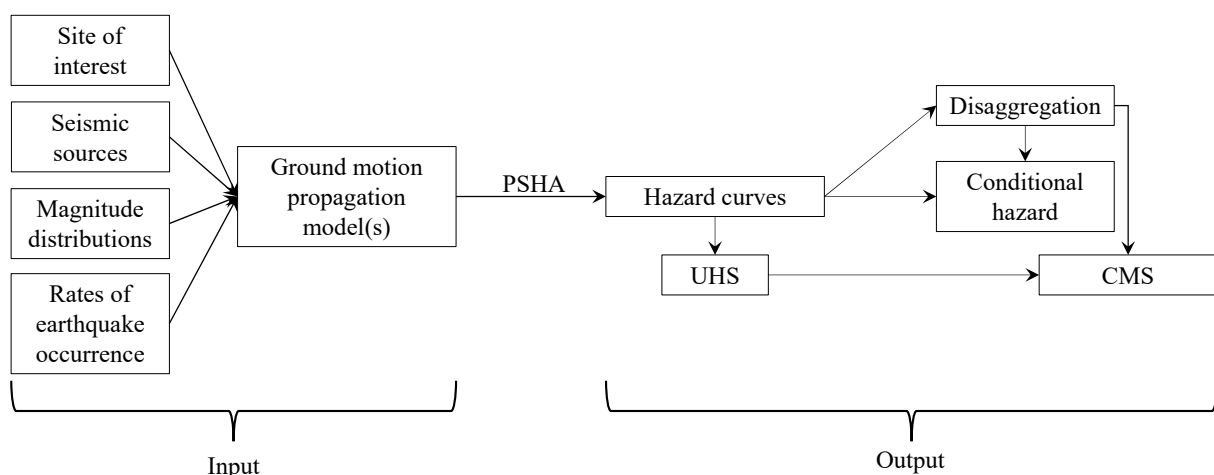 Site of
interest
Seismic
sources
Magnitude
distributions
Rates of
earthquake
occurrence
Ground motion
propagation
model(s)
PSHA
Hazard curves
UHS
Disaggregation
Conditional
hazard
CMS
Input
Output